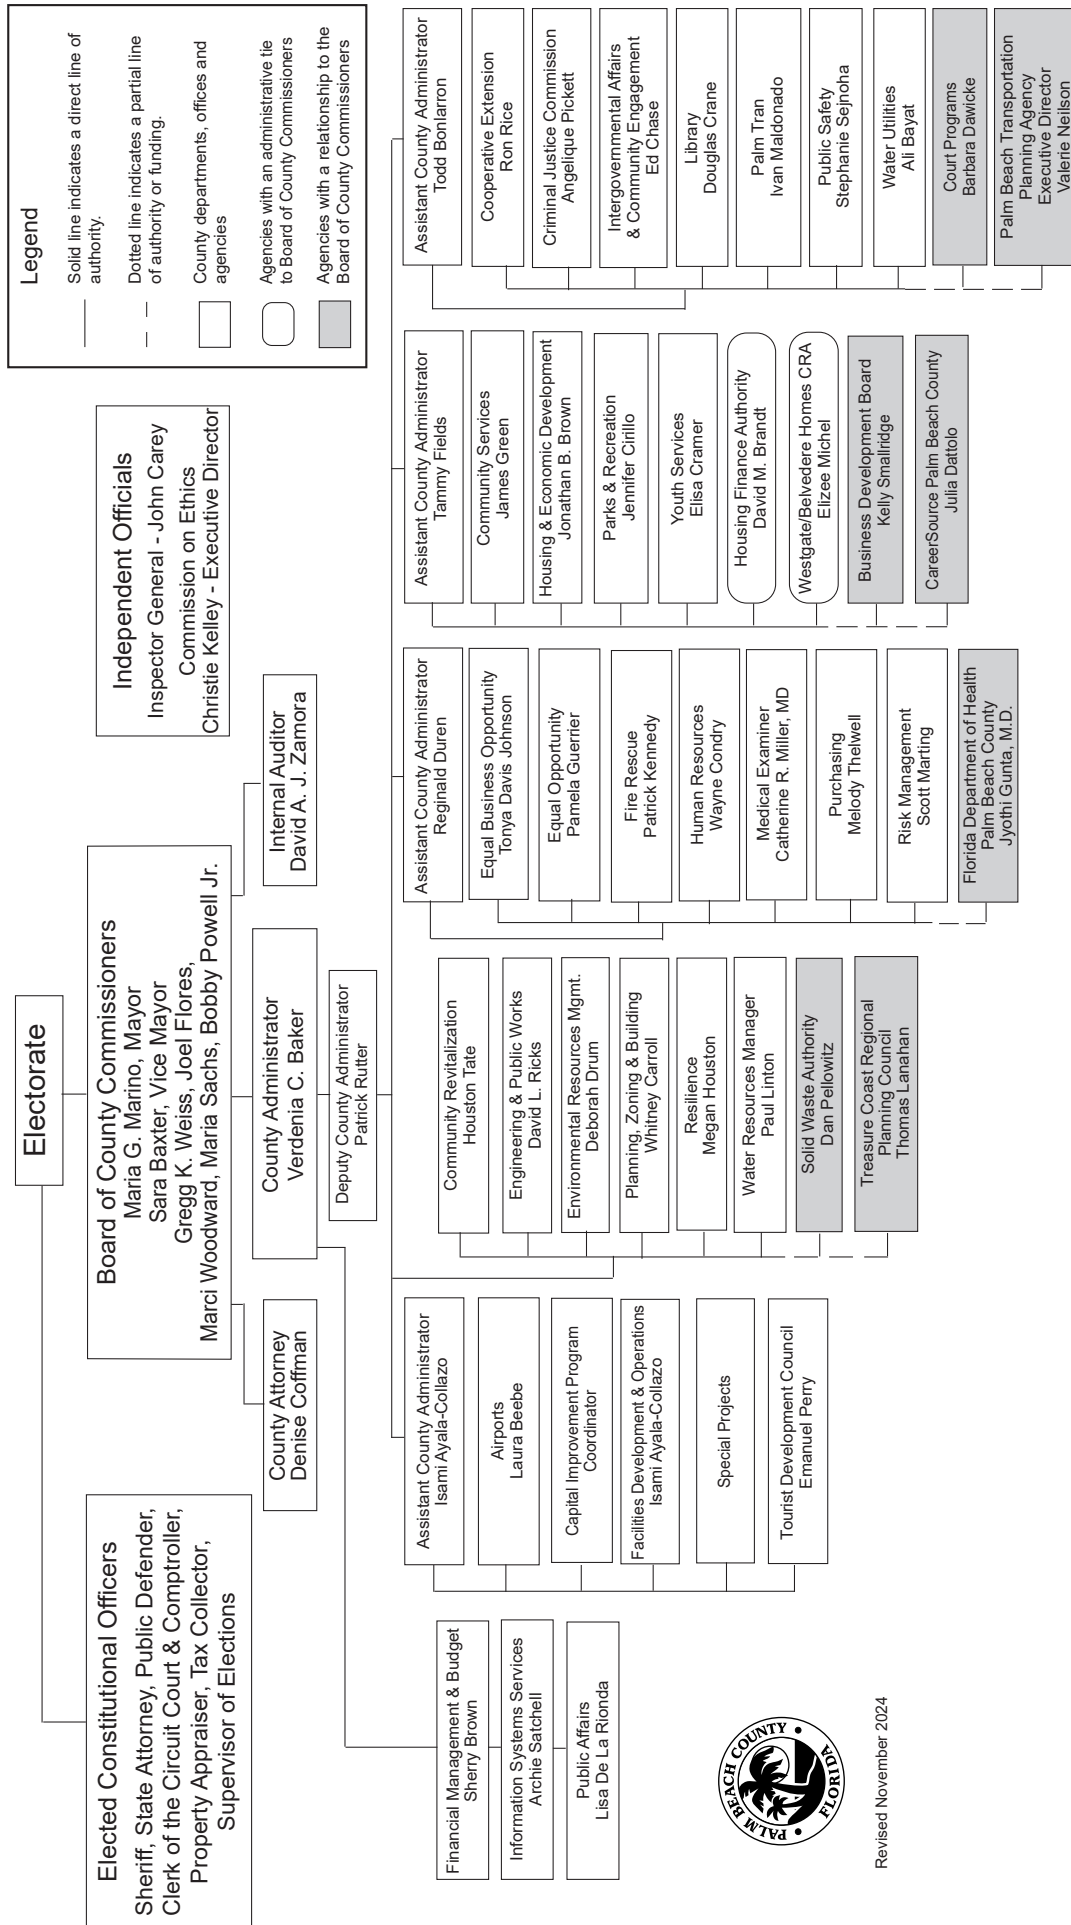 Electorate
Elected Constitutional Officers
Sheriff, State Attorney, Public Defender,
Clerk of the Circuit Court & Comptroller,
Property Appraiser, Tax Collector,
Supervisor of Elections
Board of County Commissioners
Maria G. Marino, Mayor
Sara Baxter, Vice Mayor
Gregg K. Weiss, Joel Flores,
Marci Woodward, Maria Sachs, Bobby Powell Jr.
Independent Officials
Inspector General - John Carey
Commission on Ethics
Christie Kelley - Executive Director
Legend
Solid line indicates a direct line of
authority.
Dotted line indicates a partial line
of authority or funding.
County departments, offices and
agencies
Agencies with an administrative tie
to Board of County Commissioners
Agencies with a relationship to the
Board of County Commissioners
County Attorney
Denise Coffman
County Administrator
Verdenia C. Baker
Internal Auditor
David A. J. Zamora
Deputy County Administrator
Patrick Rutter
Financial Management & Budget
Sherry Brown
Information Systems Services
Archie Satchell
Public Affairs
Lisa De La Rionda
Assistant County Administrator
Isami Ayala-Collazo
Airports
Laura Beebe
Capital Improvement Program
Coordinator
Facilities Development & Operations
Isami Ayala-Collazo
Special Projects
Tourist Development Council
Emanuel Perry
Community Revitalization
Houston Tate
Engineering & Public Works
David L. Ricks
Environmental Resources Mgmt.
Deborah Drum
Planning, Zoning & Building
Whitney Carroll
Resilience
Megan Houston
Water Resources Manager
Paul Linton
Solid Waste Authority
Dan Pellowitz
Treasure Coast Regional
Planning Council
Thomas Lanahan
Assistant County Administrator
Reginald Duren
Equal Business Opportunity
Tonya Davis Johnson
Equal Opportunity
Pamela Guerrier
Fire Rescue
Patrick Kennedy
Human Resources
Wayne Condry
Medical Examiner
Catherine R. Miller, MD
Purchasing
Melody Thelwell
Risk Management
Scott Marting
Florida Department of Health
Palm Beach County
Jyothi Gunta, M.D.
Assistant County Administrator
Tammy Fields
Community Services
James Green
Housing & Economic Development
Jonathan B. Brown
Parks & Recreation
Jennifer Cirillo
Youth Services
Elisa Cramer
Housing Finance Authority
David M. Brandt
Westgate/Belvedere Homes CRA
Elizee Michel
Business Development Board
Kelly Smallridge
CareerSource Palm Beach County
Julia Dattolo
Assistant County Administrator
Todd Bonlarron
Cooperative Extension
Ron Rice
Criminal Justice Commission
Angelique Pickett
Intergovernmental Affairs
& Community Engagement
Ed Chase
Library
Douglas Crane
Palm Tran
Ivan Maldonado
Public Safety
Stephanie Sejnoha
Water Utilities
Ali Bayat
Court Programs
Barbara Dawicke
Palm Beach Transportation
Planning Agency
Executive Director
Valerie Neilson
PALM BEACH COUNTY • FLORIDA •
Revised November 2024